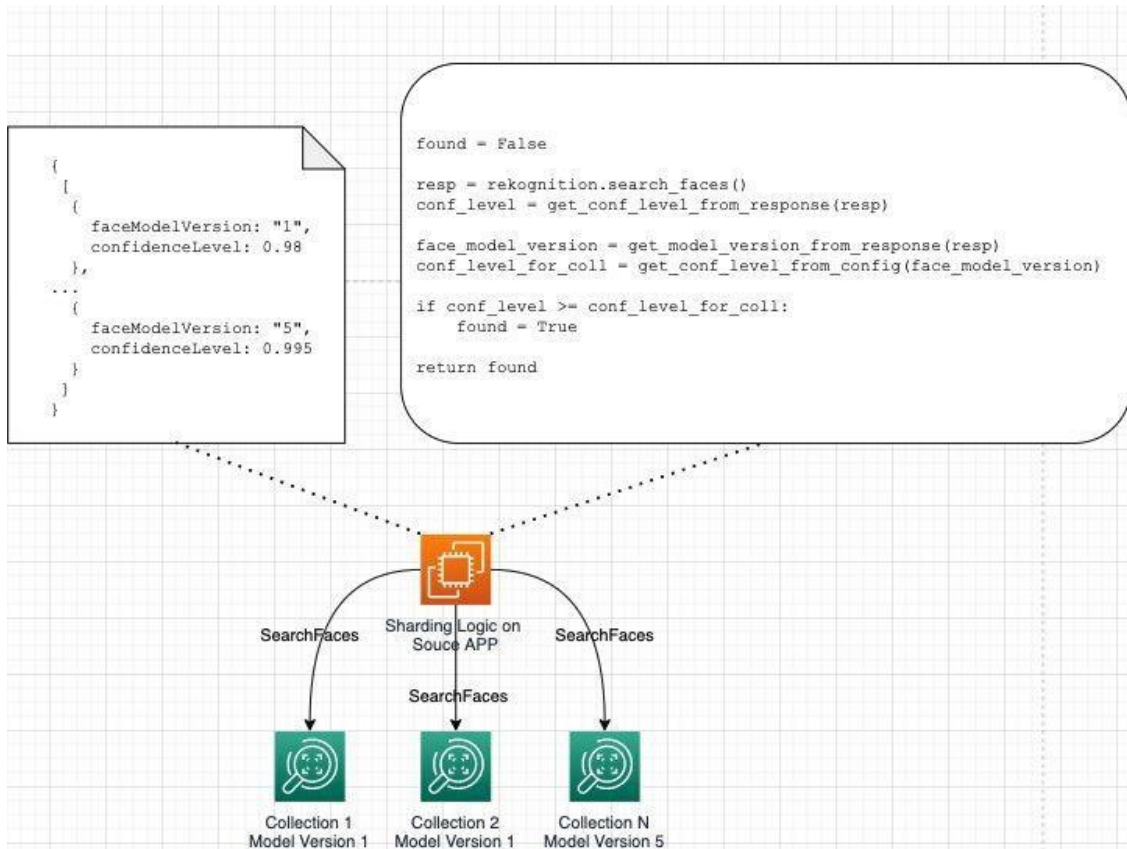 {
[
{
faceModelVersion: "1",
confidenceLevel: 0.98
},
...
{
faceModelVersion: "5",
confidenceLevel: 0.995
}
]
}
found = False
resp = rekognition.search_faces()
conf_level = get_conf_level_from_response(resp)
face_model_version = get_model_version_from_response(resp)
conf_level_for_coll = get_conf_level_from_config(face_model_version)
if conf_level >= conf_level_for_coll:
found = True
return found
Sharding Logic on
Souce APP
SearchFaces
SearchFaces
SearchFaces
Collection 1
Model Version 1
Collection 2
Model Version 1
Collection N
Model Version 5